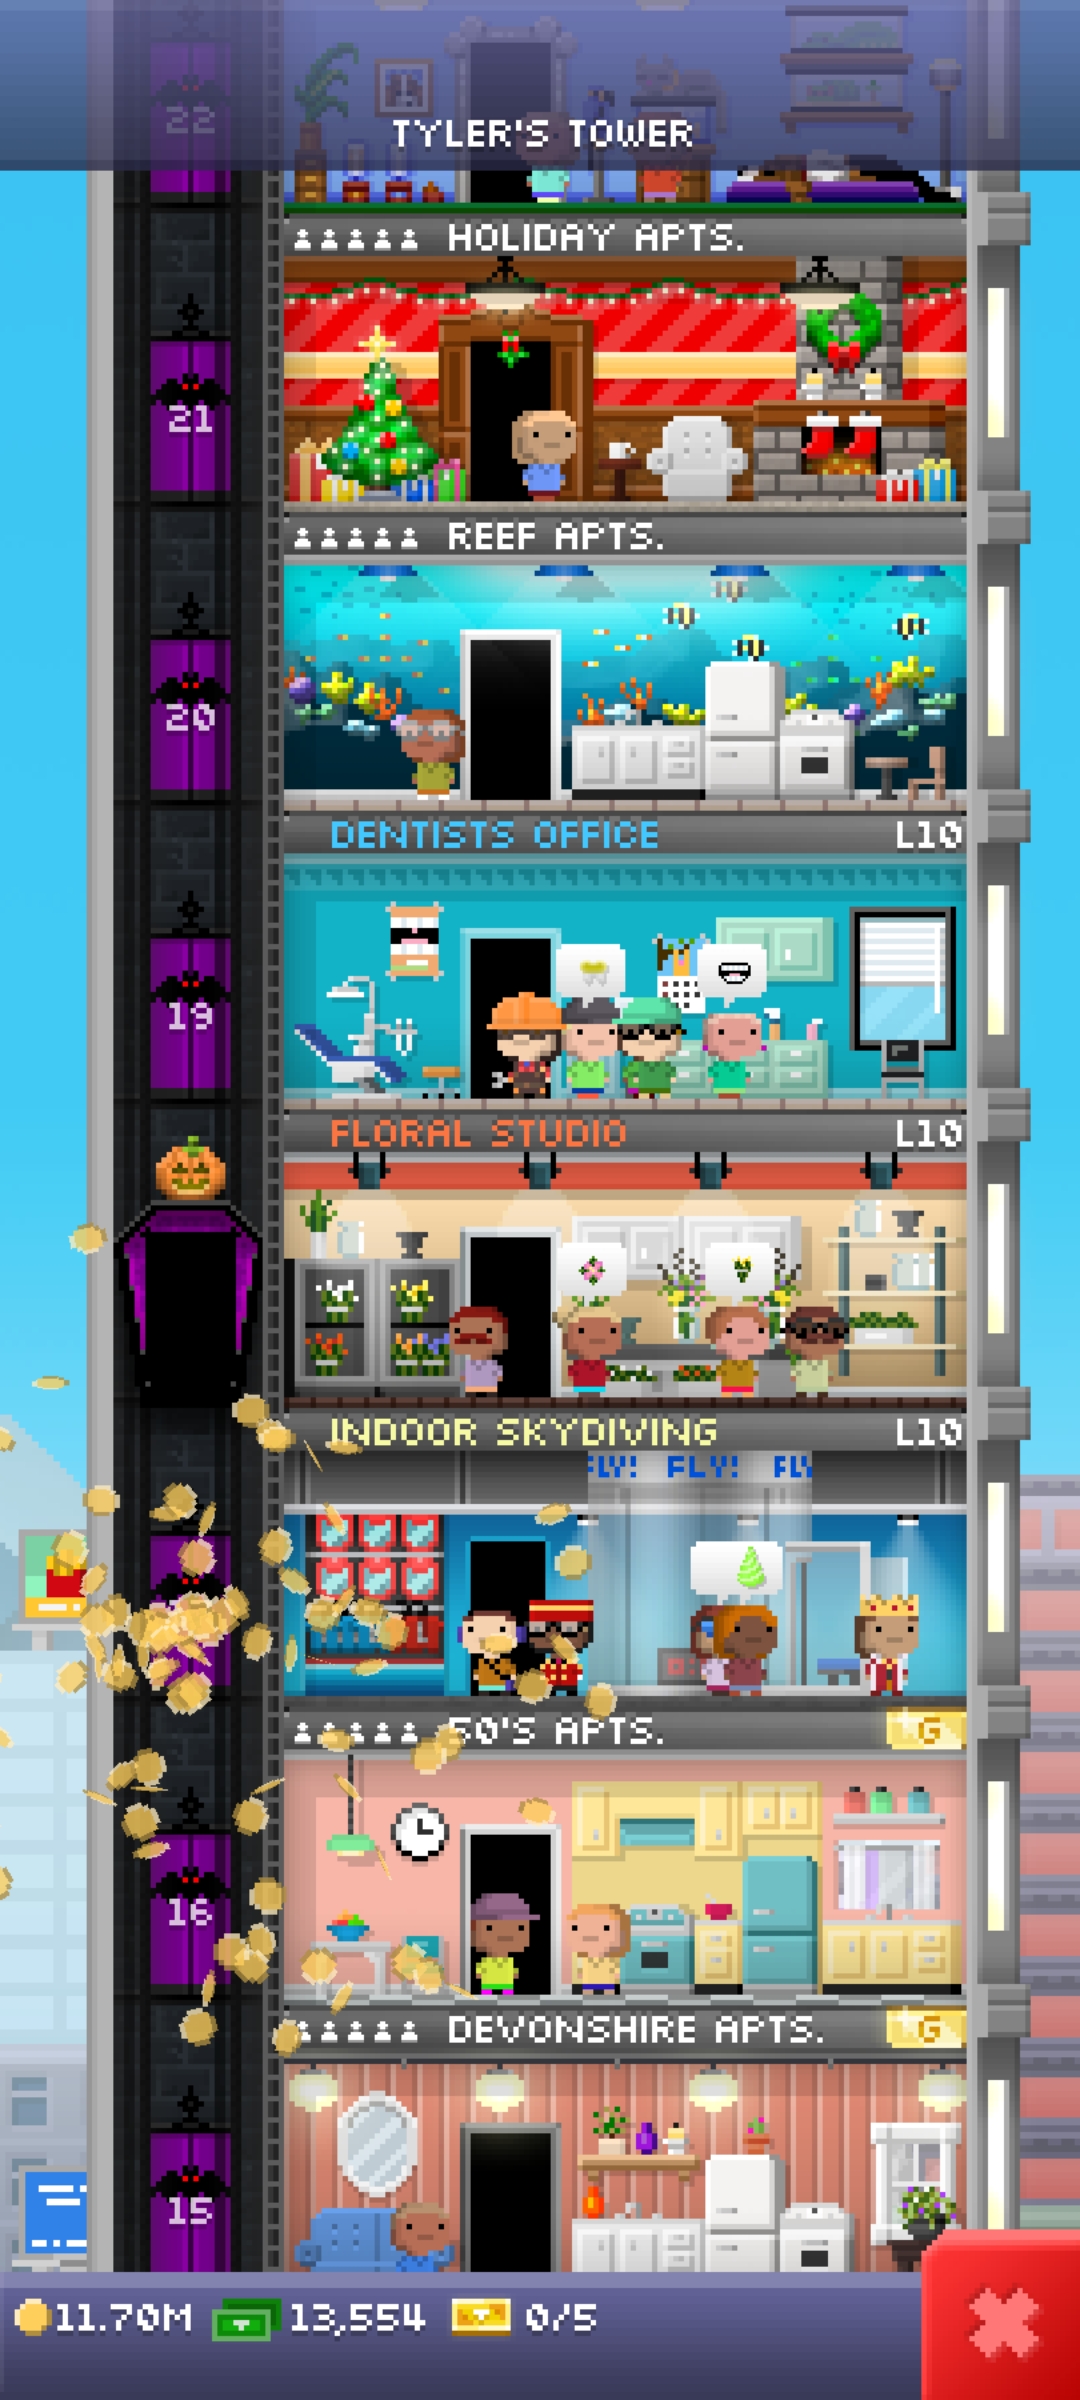 22
TYLER'S TOWER
HOLIDAY APTS.
21
REEF APTS.
20
DENTISTS OFFICE L10
19
FLORAL STUDIO L10
INDOOR SKYDIVING L10
FLY! FLY! FLY
50'S APTS. G
16
DEVONSHIRE APTS. G
15
11.70M 13,554 0/5